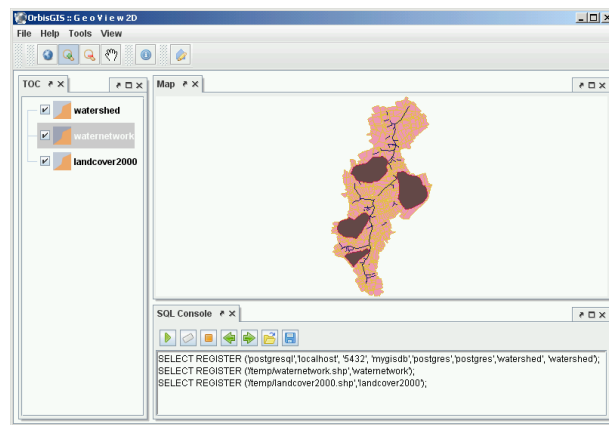 OrbisGIS :: G e o V i e w 2D
File Help Tools View
TOC
Map
watershed
waternetwork
landcover2000
SQL Console
SELECT REGISTER ('postgresql','localhost', '5432', 'mygisdb','postgres','postgres','watershed', 'watershed');
SELECT REGISTER ('/temp/waternetwork.shp','waternetwork');
SELECT REGISTER ('/temp/landcover2000.shp','landcover2000');